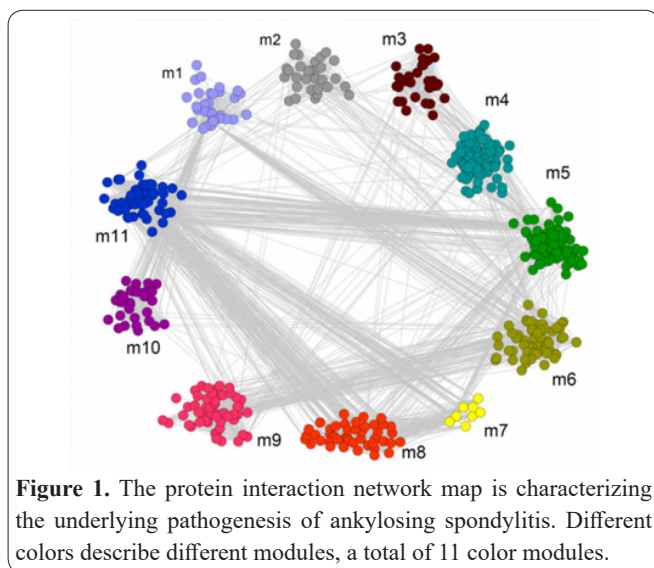 m1
m2
m3
m4
m5
m6
m7
m8
m9
m10
m11
Figure 1. The protein interaction network map is characterizing
the underlying pathogenesis of ankylosing spondylitis. Different
colors describe different modules, a total of 11 color modules.